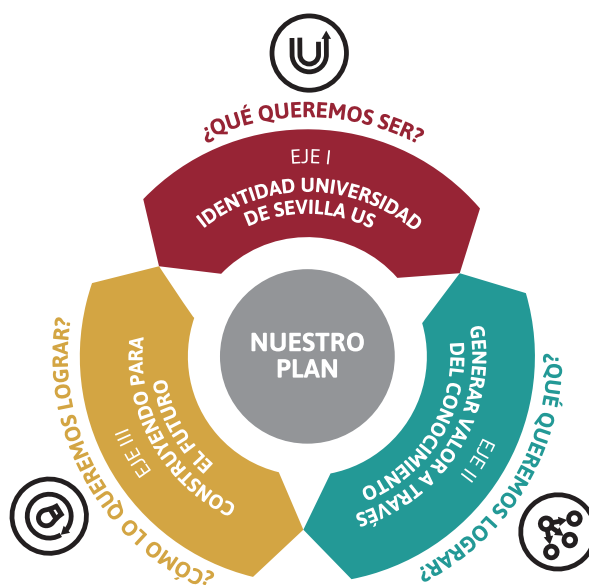 ¿QUÉ QUEREMOS SER?
EJE I
IDENTIDAD UNIVERSIDAD
DE SEVILLA US
NUESTRO
PLAN
¿QUÉ QUEREMOS LOGRAR?
EJE II
GENERAR VALOR A TRAVÉS
DEL CONOCIMIENTO
¿CÓMO LO QUEREMOS LOGRAR?
EJE III
CONSTRUYENDO PARA
EL FUTURO